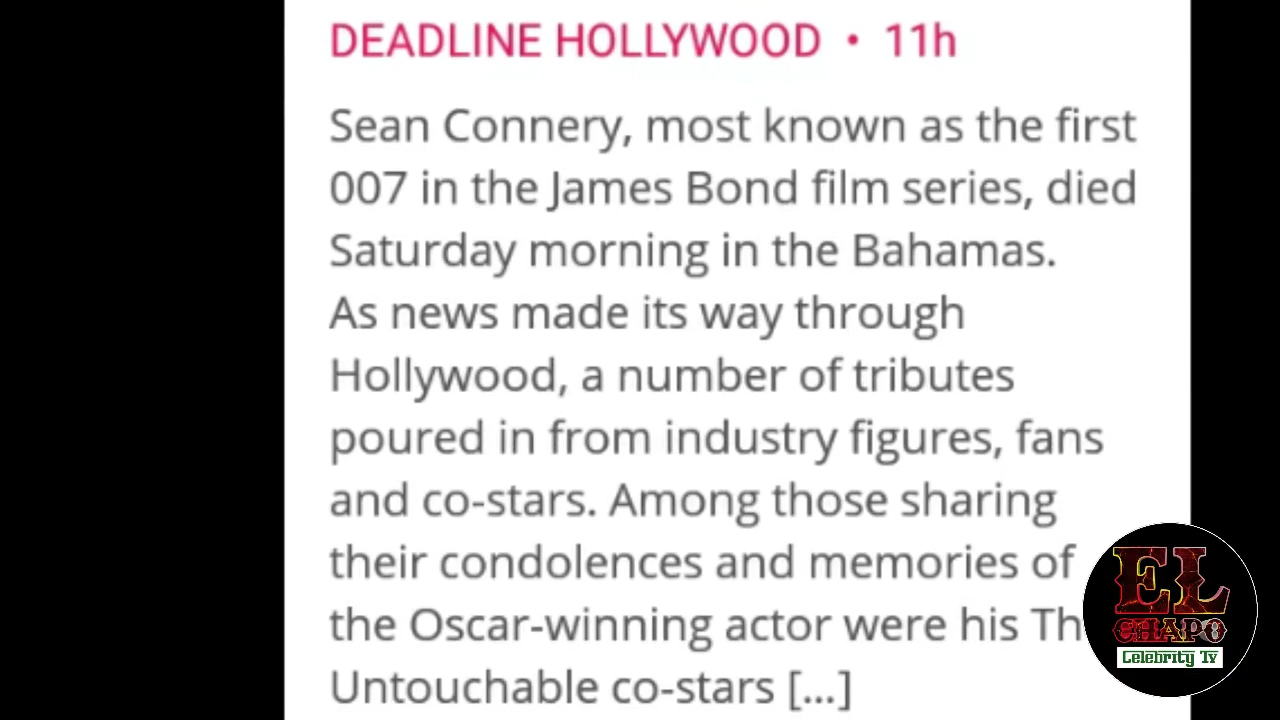 DEADLINE HOLLYWOOD • 11h
Sean Connery, most known as the first
007 in the James Bond film series, died
Saturday morning in the Bahamas.
As news made its way through
Hollywood, a number of tributes
poured in from industry figures, fans
and co-stars. Among those sharing
their condolences and memories of
the Oscar-winning actor were his Th
Untouchable co-stars [...]
EL
CHAPO
Celebrity Tv